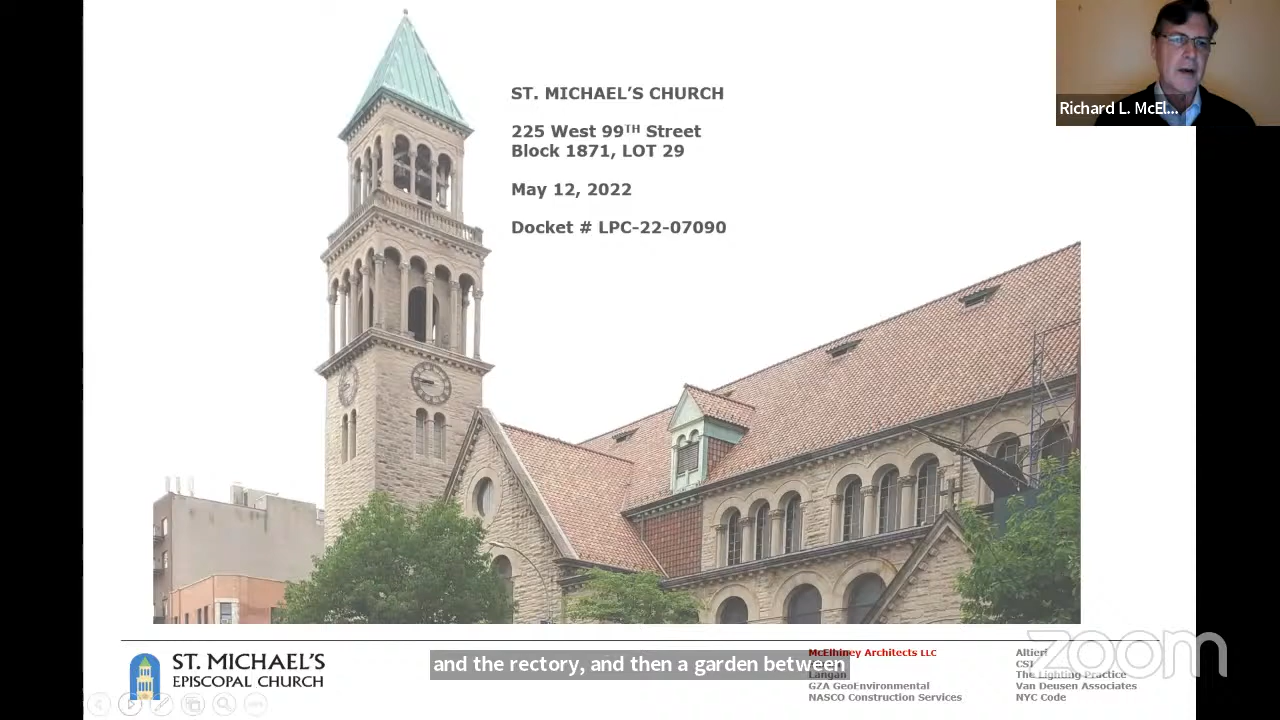 ST. MICHAEL'S CHURCH
225 West 99TH Street
Block 1871, LOT 29
May 12, 2022
Docket # LPC-22-07090
Richard L. McEl...
ST. MICHAEL'S
EPISCOPAL CHURCH
and the rectory, and then a garden between
McElhiney Architects LLC
Langan
GZA GeoEnvironmental
NASCO Construction Services
Altieri
CSI
The Lighting Practice
Van Deusen Associates
NYC Code
zoom